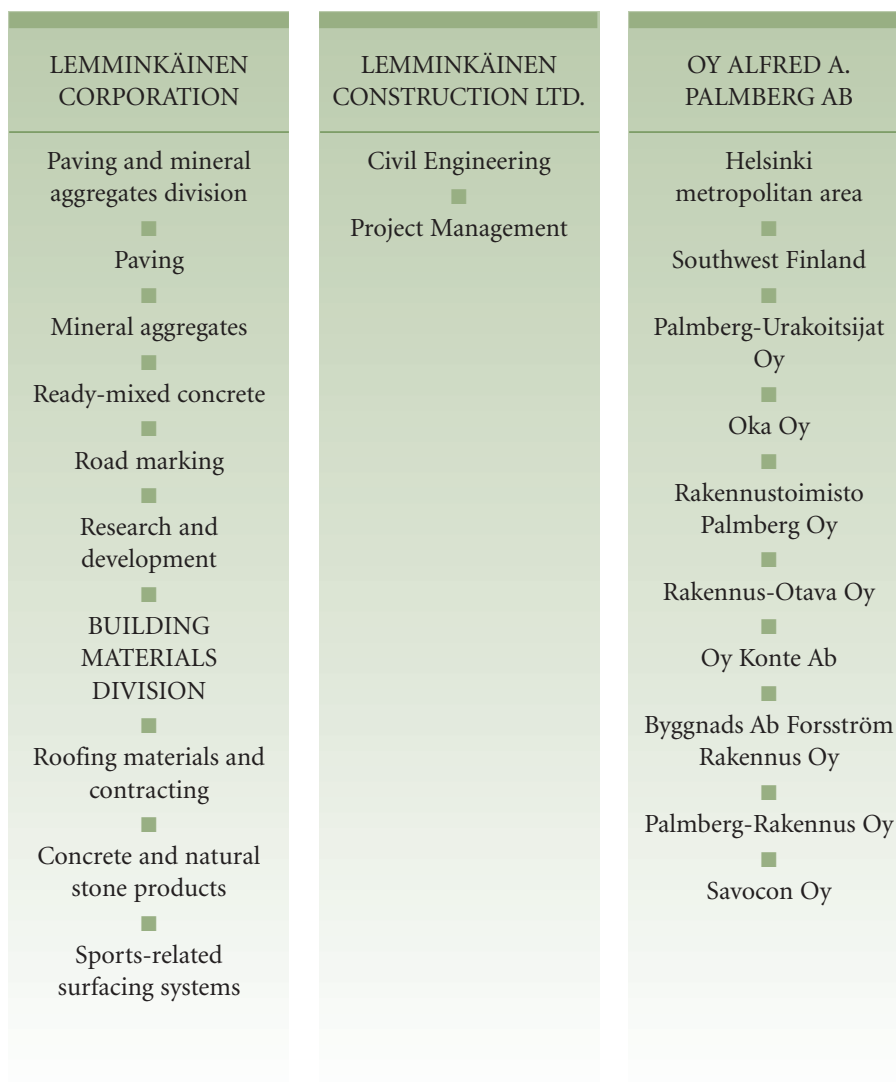 LEMMINKÄINEN
CORPORATION
Paving and mineral
aggregates division
Paving
Mineral aggregates
Ready-mixed concrete
Road marking
Research and
development
BUILDING
MATERIALS
DIVISION
Roofing materials and
contracting
Concrete and natural
stone products
Sports-related
surfacing systems
LEMMINKÄINEN
CONSTRUCTION LTD.
Civil Engineering
Project Management
OY ALFRED A.
PALMBERG AB
Helsinki
metropolitan area
Southwest Finland
Palmberg-Urakoitsijat
Oy
Oka Oy
Rakennustoimisto
Palmberg Oy
Rakennus-Otava Oy
Oy Konte Ab
Byggnads Ab Forsström
Rakennus Oy
Palmberg-Rakennus Oy
Savocon Oy